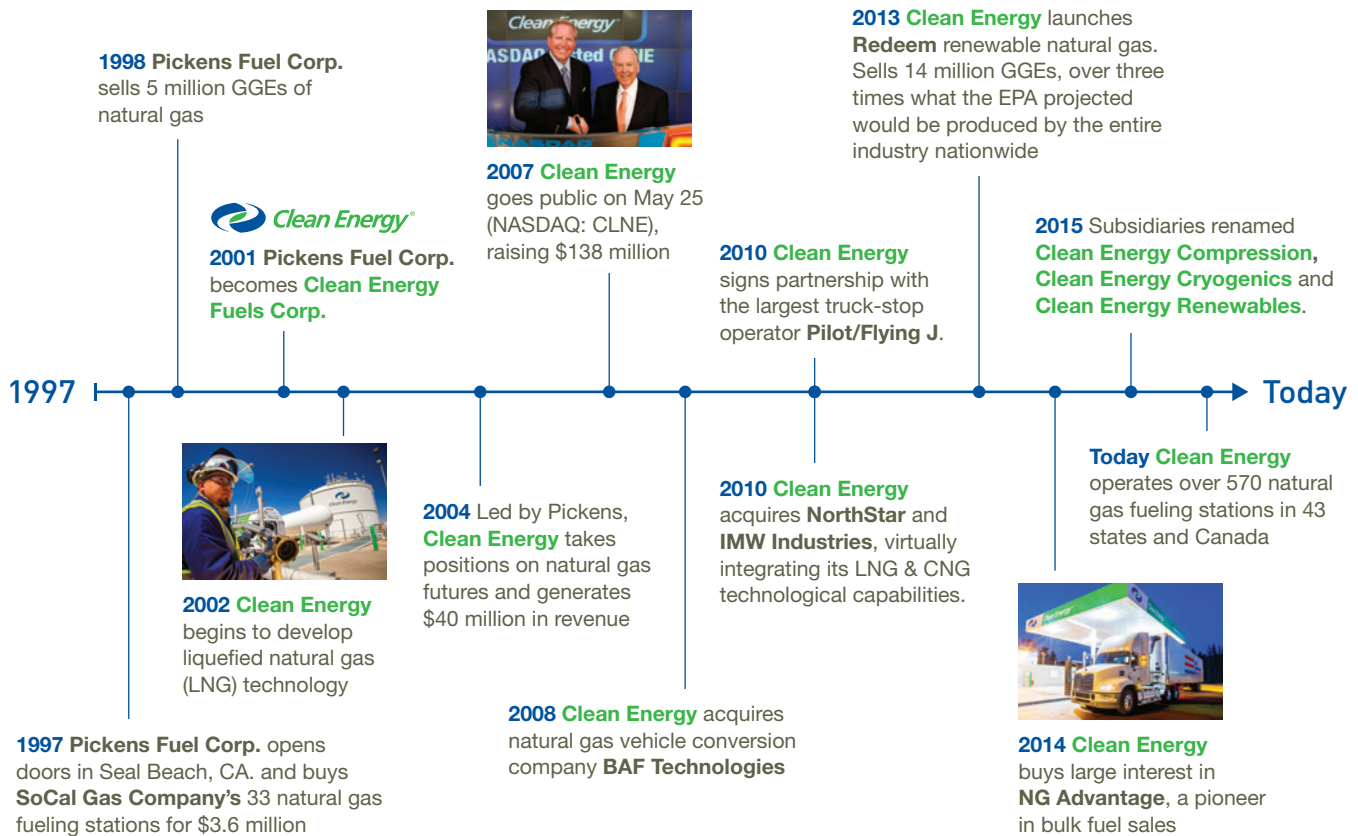 1998 Pickens Fuel Corp.
sells 5 million GGEs of
natural gas
Clean Energy®
2001 Pickens Fuel Corp.
becomes Clean Energy
Fuels Corp.
Clean Energy
NASDAQ
2007 Clean Energy
goes public on May 25
(NASDAQ: CLNE),
raising $138 million
2010 Clean Energy
signs partnership with
the largest truck-stop
operator Pilot/Flying J.
2013 Clean Energy launches
Redeem renewable natural gas.
Sells 14 million GGEs, over three
times what the EPA projected
would be produced by the entire
industry nationwide
2015 Subsidiaries renamed
Clean Energy Compression,
Clean Energy Cryogenics and
Clean Energy Renewables.
1997
Today
1997 Pickens Fuel Corp. opens
doors in Seal Beach, CA. and buys
SoCal Gas Company's 33 natural gas
fueling stations for $3.6 million
Clean Energy
2002 Clean Energy
begins to develop
liquefied natural gas
(LNG) technology
2004 Led by Pickens,
Clean Energy takes
positions on natural gas
futures and generates
$40 million in revenue
2008 Clean Energy acquires
natural gas vehicle conversion
company BAF Technologies
2010 Clean Energy
acquires NorthStar and
IMW Industries, virtually
integrating its LNG & CNG
technological capabilities.
Clean Energy
2014 Clean Energy
buys large interest in
NG Advantage, a pioneer
in bulk fuel sales
Today Clean Energy
operates over 570 natural
gas fueling stations in 43
states and Canada